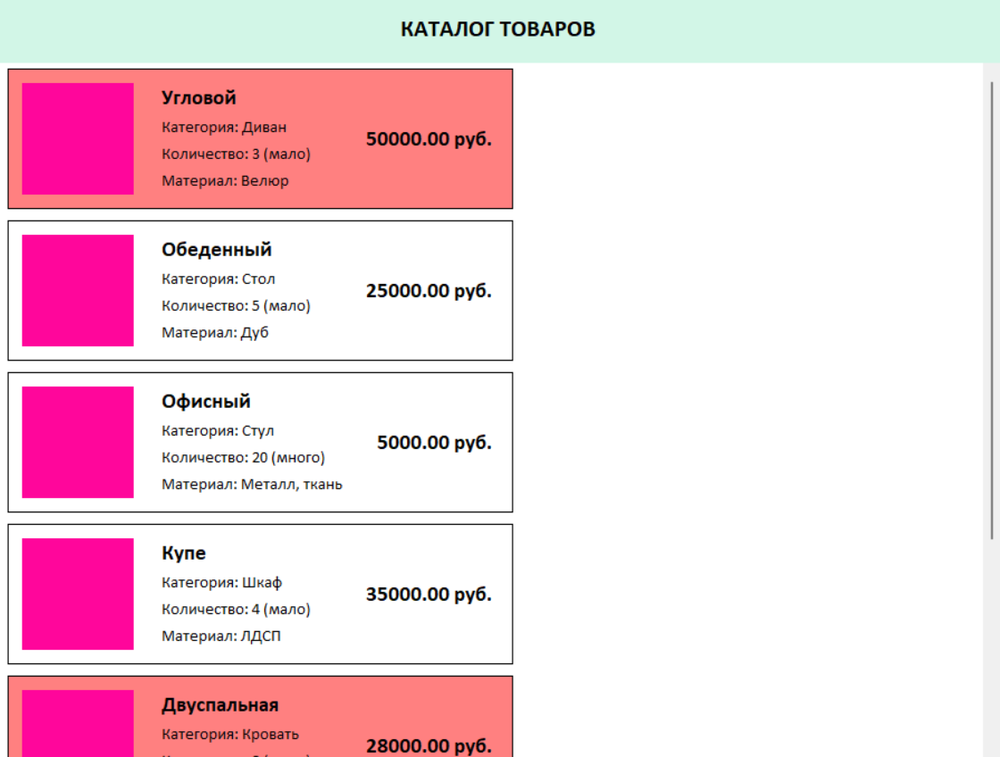 КАТАЛОГ ТОВАРОВ
Угловой
Категория: Диван
Количество: 3 (мало)
Материал: Велюр
50000.00 руб.
Обеденный
Категория: Стол
Количество: 5 (мало)
Материал: Дуб
25000.00 руб.
Офисный
Категория: Стул
Количество: 20 (много)
Материал: Металл, ткань
5000.00 руб.
Купе
Категория: Шкаф
Количество: 4 (мало)
Материал: ЛДСП
35000.00 руб.
Двуспальная
Категория: Кровать
28000.00 руб.